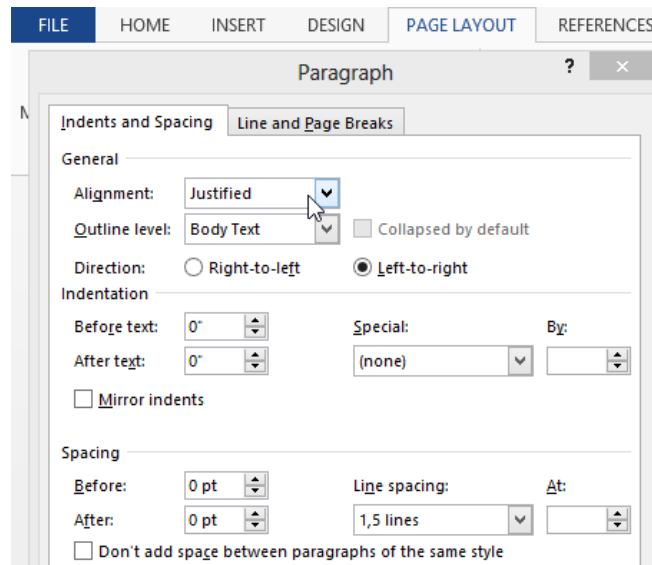 FILE HOME INSERT DESIGN PAGE LAYOUT REFERENCES
Paragraph ? ×
Indents and Spacing Line and Page Breaks
General
Alignment: Justified
Outline level: Body Text Collapsed by default
Direction: Right-to-left Left-to-right
Indentation
Before text: 0" Special: By:
After text: 0" (none)
Mirror indents
Spacing
Before: 0 pt Line spacing: At:
After: 0 pt 1,5 lines
Don't add space between paragraphs of the same style